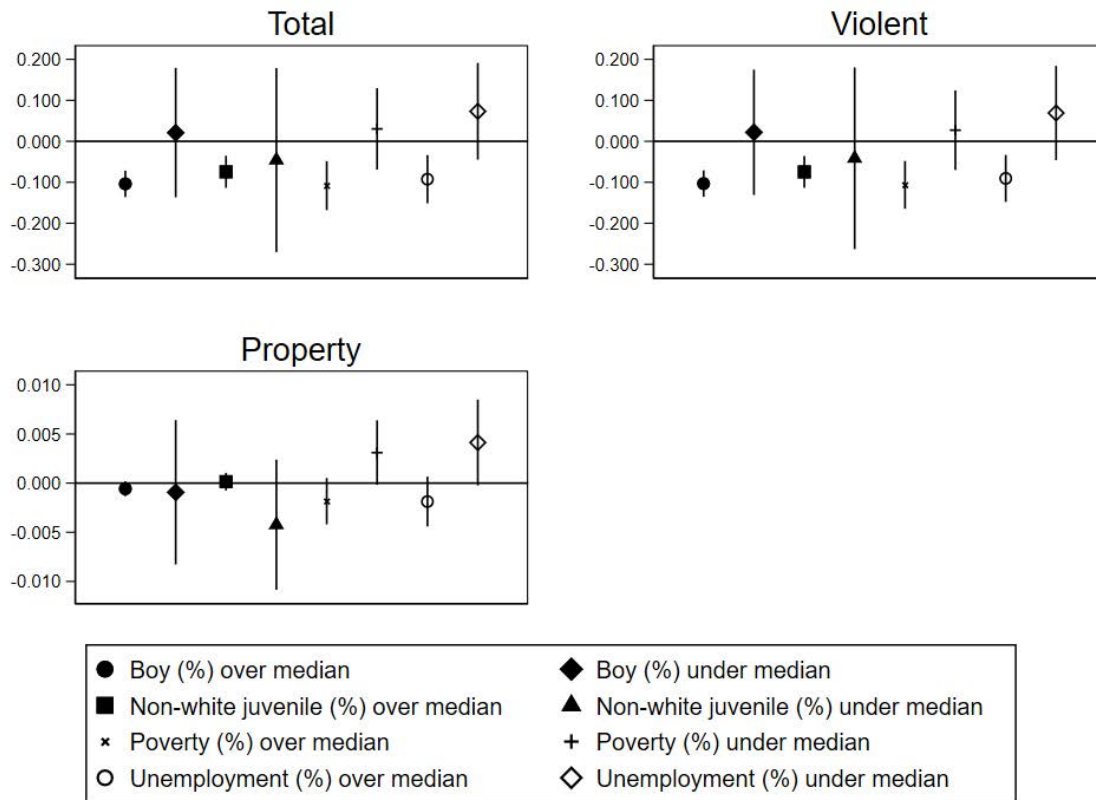 Total
0.200
0.100
0.000
-0.100
-0.200
-0.300
Violent
0.200
0.100
0.000
-0.100
-0.200
-0.300
Property
0.010
0.005
0.000
-0.005
-0.010
Boy (%) over median
Boy (%) under median
Non-white juvenile (%) over median
Non-white juvenile (%) under median
Poverty (%) over median
Poverty (%) under median
Unemployment (%) over median
Unemployment (%) under median